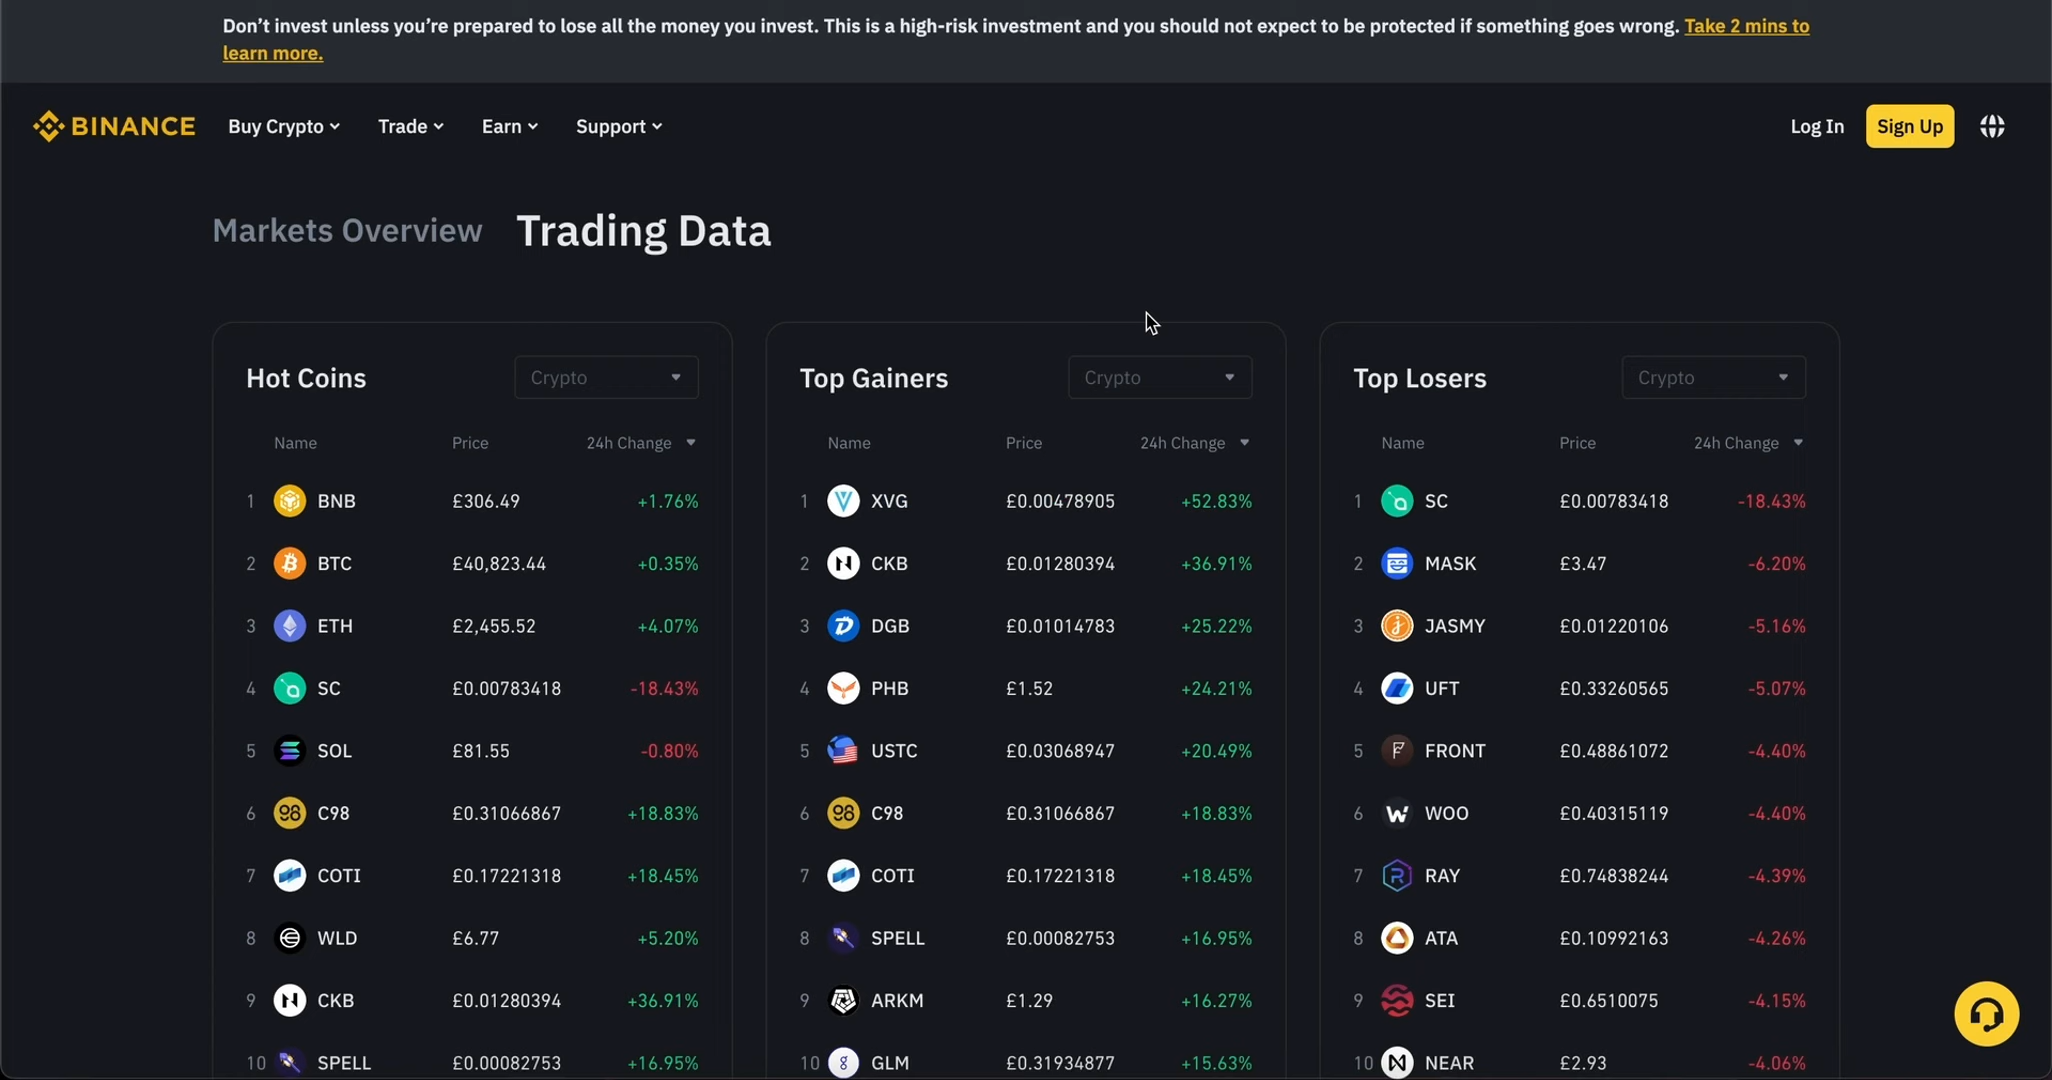 Don’t invest unless you’re prepared to lose all the money you invest. This is a high-risk investment and you should not expect to be protected if something goes wrong. Take 2 mins to
learn more.
BINANCE Buy Crypto Trade Earn Support Log In Sign Up
Markets Overview Trading Data
Hot Coins Crypto
Name Price 24h Change
1 BNB £306.49 +1.76%
2 BTC £40,823.44 +0.35%
3 ETH £2,455.52 +4.07%
4 SC £0.00783418 -18.43%
5 SOL £81.55 -0.80%
6 C98 £0.31066867 +18.83%
7 COTI £0.17221318 +18.45%
8 WLD £6.77 +5.20%
9 CKB £0.01280394 +36.91%
10 SPELL £0.00082753 +16.95%
Top Gainers Crypto
Name Price 24h Change
1 XVG £0.00478905 +52.83%
2 CKB £0.01280394 +36.91%
3 DGB £0.01014783 +25.22%
4 PHB £1.52 +24.21%
5 USTC £0.03068947 +20.49%
6 C98 £0.31066867 +18.83%
7 COTI £0.17221318 +18.45%
8 SPELL £0.00082753 +16.95%
9 ARKM £1.29 +16.27%
10 GLM £0.31934877 +15.63%
Top Losers Crypto
Name Price 24h Change
1 SC £0.00783418 -18.43%
2 MASK £3.47 -6.20%
3 JASMY £0.01220106 -5.16%
4 UFT £0.33260565 -5.07%
5 FRONT £0.48861072 -4.40%
6 WOO £0.40315119 -4.40%
7 RAY £0.74838244 -4.39%
8 ATA £0.10992163 -4.26%
9 SEI £0.6510075 -4.15%
10 NEAR £2.93 -4.06%